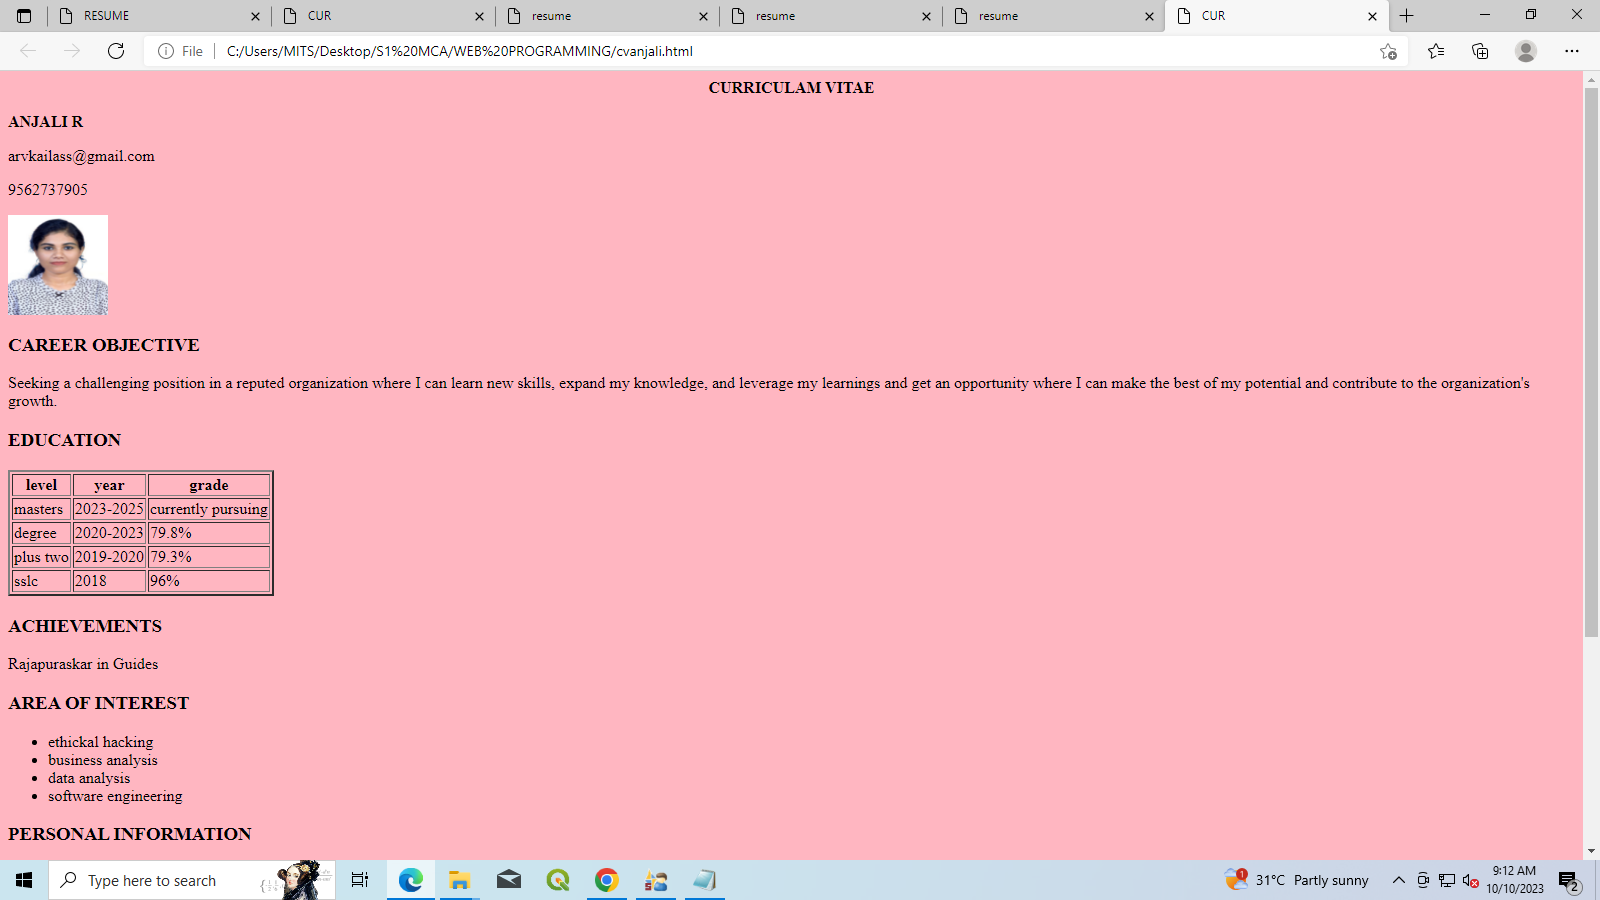 RESUME
CUR
resume
resume
resume
CUR
File
C:/Users/MITS/Desktop/S1%20MCA/WEB%20PROGRAMMING/cvanjali.html
CURRICULAM VITAE
ANJALI R
arvkailass@gmail.com
9562737905
CAREER OBJECTIVE
Seeking a challenging position in a reputed organization where I can learn new skills, expand my knowledge, and leverage my learnings and get an opportunity where I can make the best of my potential and contribute to the organization's
growth.
EDUCATION
level year grade
masters 2023-2025 currently pursuing
degree 2020-2023 79.8%
plus two 2019-2020 79.3%
sslc 2018 96%
ACHIEVEMENTS
Rajapuraskar in Guides
AREA OF INTEREST
• ethickal hacking
• business analysis
• data analysis
• software engineering
PERSONAL INFORMATION
Type here to search
1
31°C Partly sunny
9:12 AM
10/10/2023
2